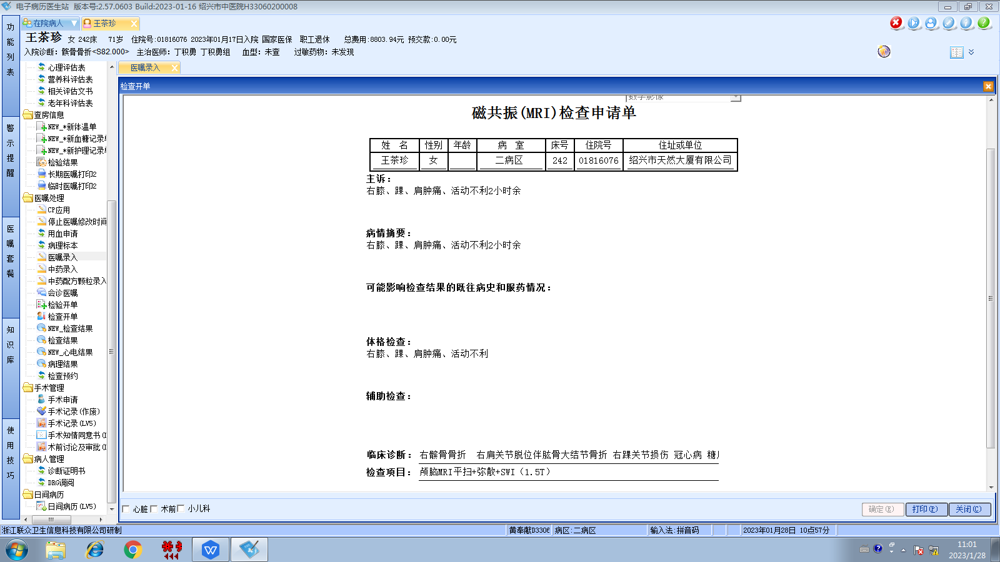 电子病历医生站 版本号:2.57.0603 Build:2023-01-16 绍兴市中医院H33060200008
在院病人
王茶珍
王茶珍 女 242床 71岁 住院号:01816076 2023年01月17日入院 国家医保 职工退休 总费用:8803.94元 预交款:0.00元
入院诊断: 髌骨骨折<S82.000> 主治医师: 丁积勇 丁积勇组 血型: 未查 过敏药物: 未发现
功能列表
警示提醒
医嘱套餐
知识库
使用技巧
心理评估表
营养科评估表
相关评估文书
老年科评估表
查房信息
NEW_*新体温单
NEW_*新血糖记录单
NEW_*新护理记录单
检验结果
长期医嘱打印2
临时医嘱打印2
医嘱处理
CP应用
停止医嘱修改时间
用血申请
病理标本
医嘱录入
中药录入
中药配方颗粒录入
会诊医嘱
检验开单
检查开单
NEW_检查结果
检查结果
NEW_心电结果
病理结果
检查预约
手术管理
手术申请
手术记录(作废)
手术记录(LV5)
手术知情同意书(
术前讨论及审批(
病人管理
诊断证明书
DRG调阅
日间病历
日间病历(LV5)
医嘱录入
检查开单
数字影像
磁共振(MRI)检查申请单
姓 名 性别 年龄 病 室 床号 住院号 住址或单位
王茶珍 女 二病区 242 01816076 绍兴市天然大厦有限公司
主诉:
右膝、踝、肩肿痛、活动不利2小时余
病情摘要:
右膝、踝、肩肿痛、活动不利2小时余
可能影响检查结果的既往病史和服药情况:
体格检查:
右膝、踝、肩肿痛、活动不利
辅助检查:
临床诊断: 右髌骨骨折 右肩关节脱位伴肱骨大结节骨折 右踝关节损伤 冠心病 糖
检查项目: 颅脑MRI平扫+弥散+SWI（1.5T）
心脏 术前 小儿科
确定(E) 打印(P) 关闭(C)
浙江联众卫生信息科技有限公司研制
黄奉献D3306 病区:二病区 输入法:拼音码 2023年01月28日 10点57分
11:01
2023/1/28